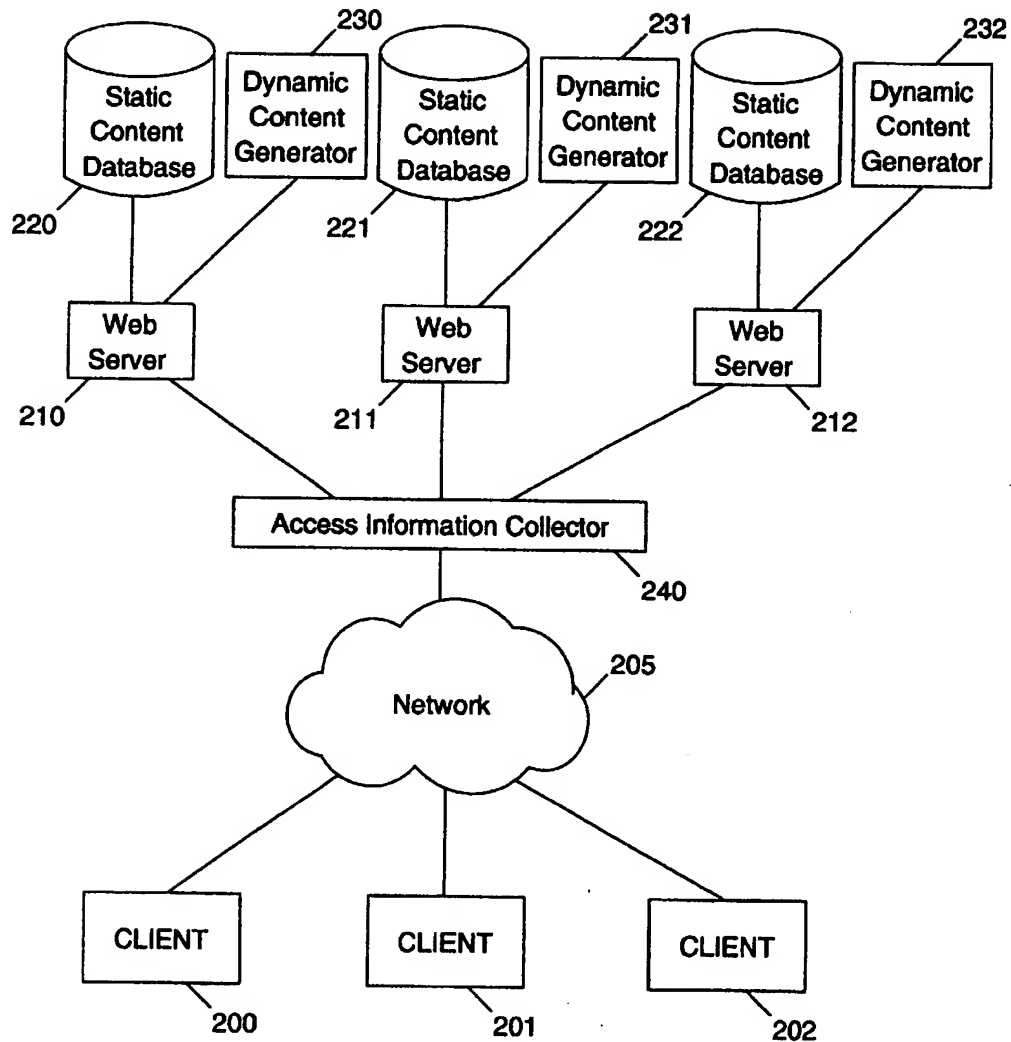 230
231
232
Static
Content
Database
Dynamic
Content
Generator
Static
Content
Database
Dynamic
Content
Generator
Static
Content
Database
Dynamic
Content
Generator
220
221
222
Web
Server
Web
Server
Web
Server
210
211
212
Access Information Collector
240
205
Network
CLIENT
CLIENT
CLIENT
200
201
202